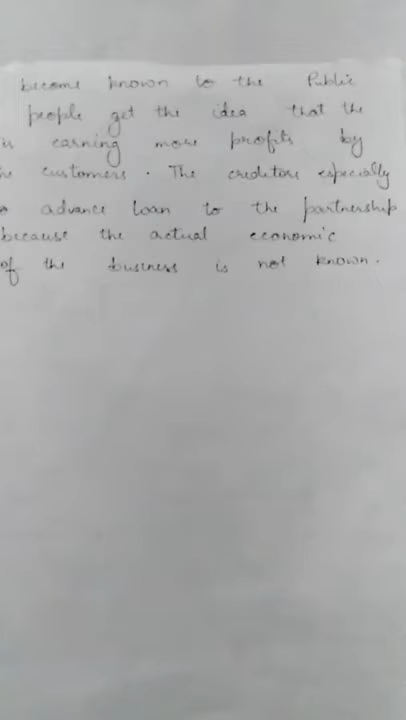 become known to the Public
people get the idea that the
is earning more profits by
customers. The creditors especially
advance loan to the partnership
because the actual economic
of the business is not known.